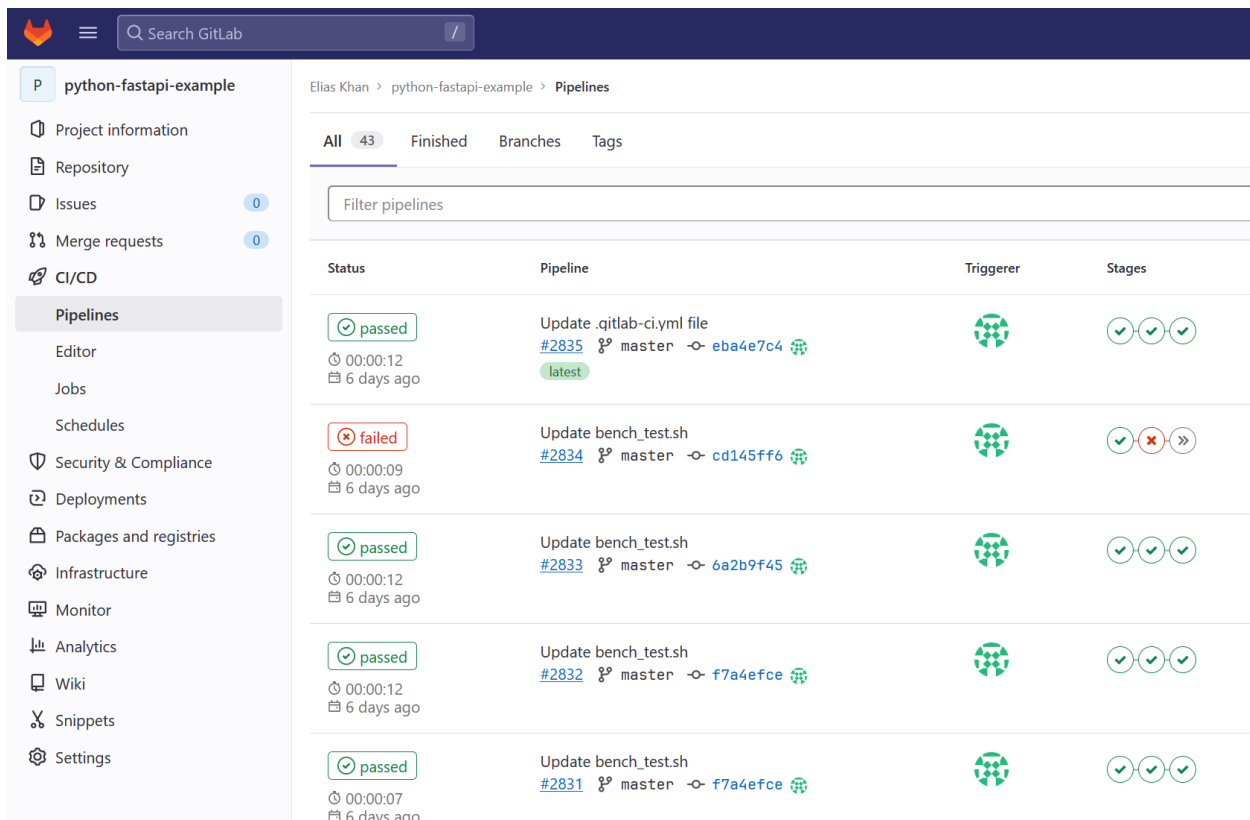 Search GitLab /
P python-fastapi-example
Project information
Repository
Issues 0
Merge requests 0
CI/CD
Pipelines
Editor
Jobs
Schedules
Security & Compliance
Deployments
Packages and registries
Infrastructure
Monitor
Analytics
Wiki
Snippets
Settings
Elias Khan > python-fastapi-example > Pipelines
All 43 Finished Branches Tags
Filter pipelines
Status Pipeline Triggerer Stages
passed
00:00:12
6 days ago
Update .gitlab-ci.yml file
#2835 master eba4e7c4
latest
failed
00:00:09
6 days ago
Update bench_test.sh
#2834 master cd145ff6
passed
00:00:12
6 days ago
Update bench_test.sh
#2833 master 6a2b9f45
passed
00:00:12
6 days ago
Update bench_test.sh
#2832 master f7a4efce
passed
00:00:07
6 days ago
Update bench_test.sh
#2831 master f7a4efce